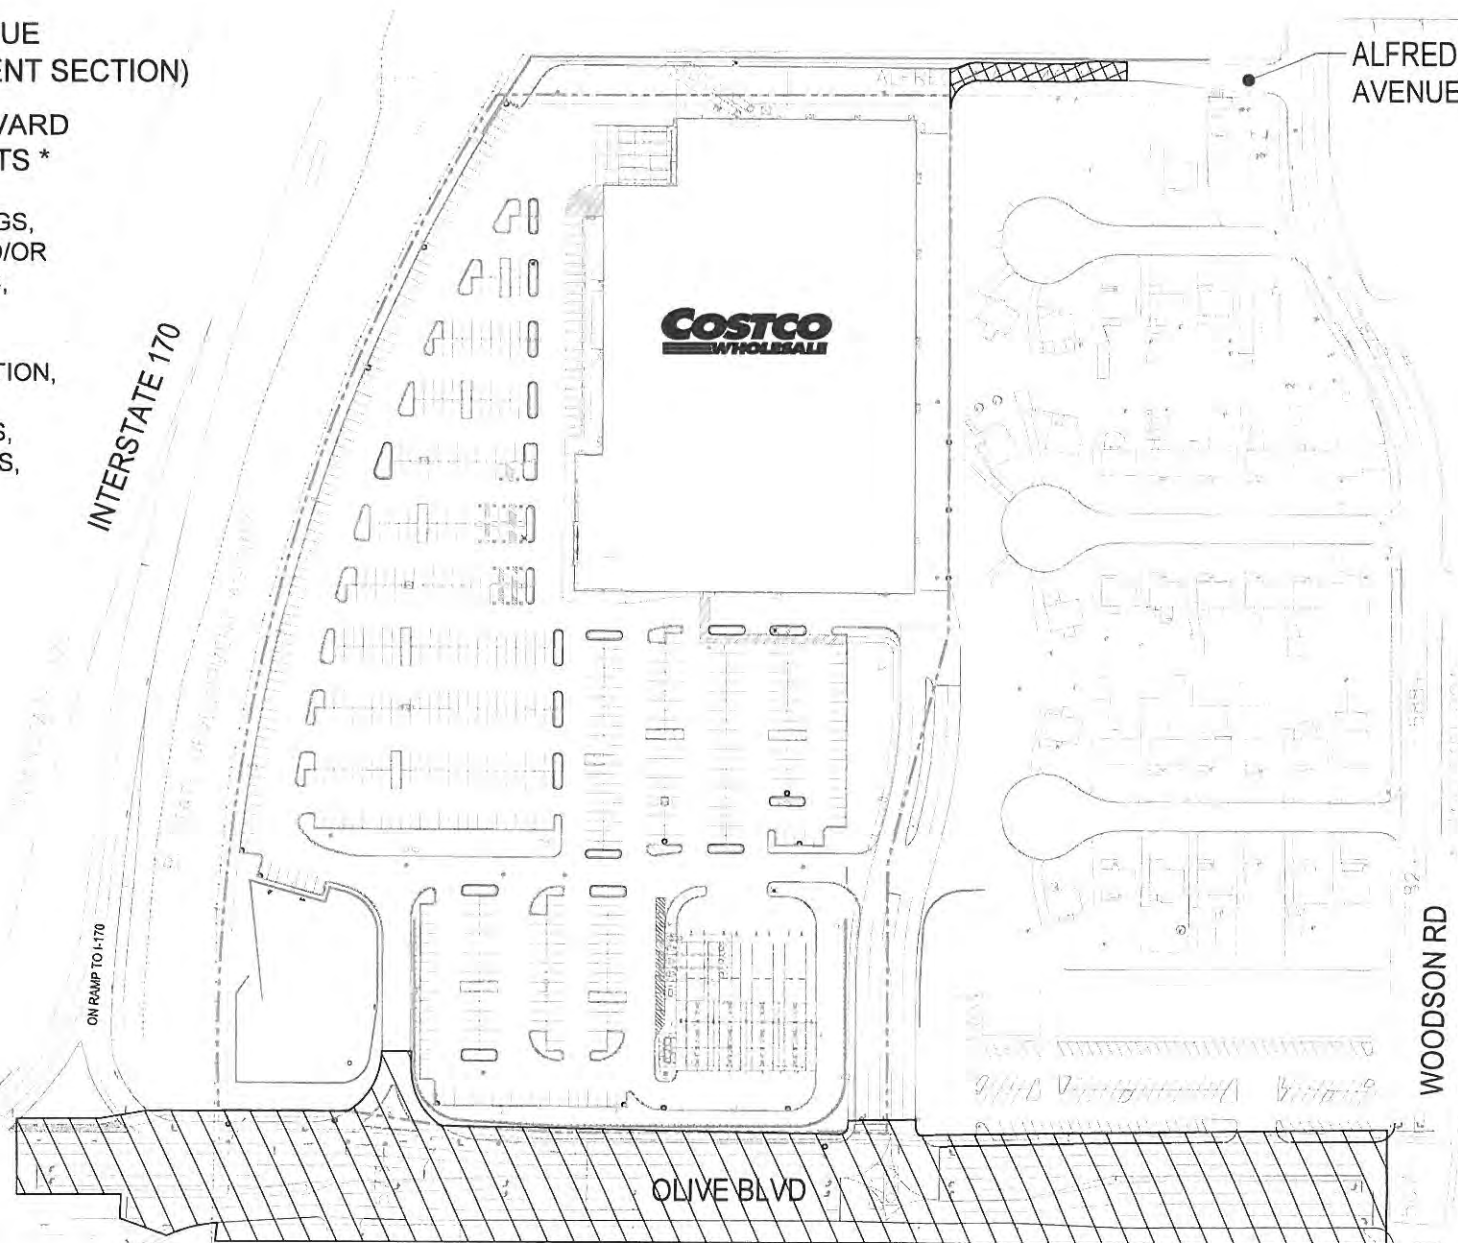 UE
ENT SECTION)
VARD
TS *
GS,
D/OR
TION,
S,
S,
ALFRED
AVENUE
ALFRE
COSTCO
WHOLESALE
INTERSTATE 170
ON RAMP TO I-170
WOODSON RD
OLIVE BLVD